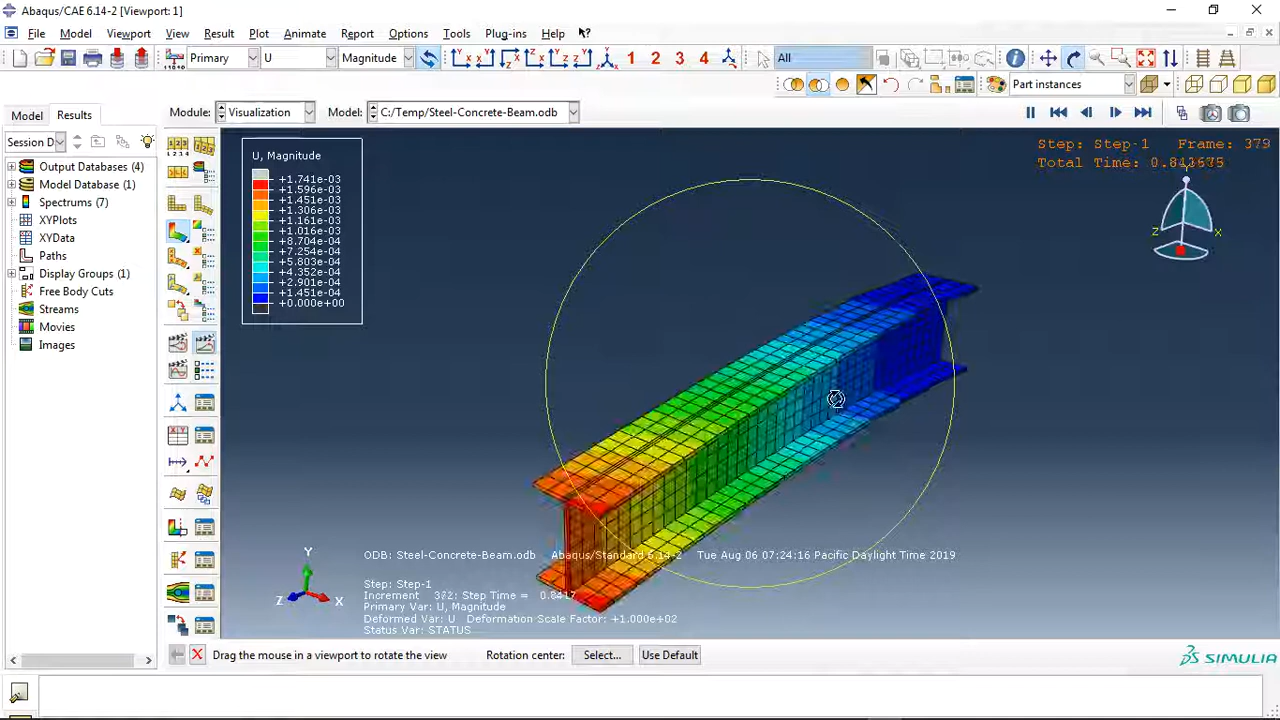 Abaqus/CAE 6.14-2 [Viewport: 1]
File Model Viewport View Result Plot Animate Report Options Tools Plug-ins Help
Primary U Magnitude 1 2 3 4 All
Part instances
Model Results Module: Visualization Model: C:/Temp/Steel-Concrete-Beam.odb
Session D
Output Databases (4)
Model Database (1)
Spectrums (7)
XYPlots
XYData
Paths
Display Groups (1)
Free Body Cuts
Streams
Movies
Images
U, Magnitude
+1.741e-03
+1.596e-03
+1.451e-03
+1.306e-03
+1.161e-03
+1.016e-03
+8.704e-04
+7.254e-04
+5.803e-04
+4.352e-04
+2.901e-04
+1.451e-04
+0.000e+00
Step: Step-1 Frame: 379
Total Time: 0.843675
Y
Z X
ODB: Steel-Concrete-Beam.odb Abaqus/Standard 6.14-2 Tue Aug 06 07:24:16 Pacific Daylight Time 2019
Step: Step-1
Increment 382: Step Time = 0.8417
Primary Var: U, Magnitude
Deformed Var: U Deformation Scale Factor: +1.000e+02
Status Var: STATUS
Y
Z X
Drag the mouse in a viewport to rotate the view Rotation center: Select... Use Default
SIMULIA